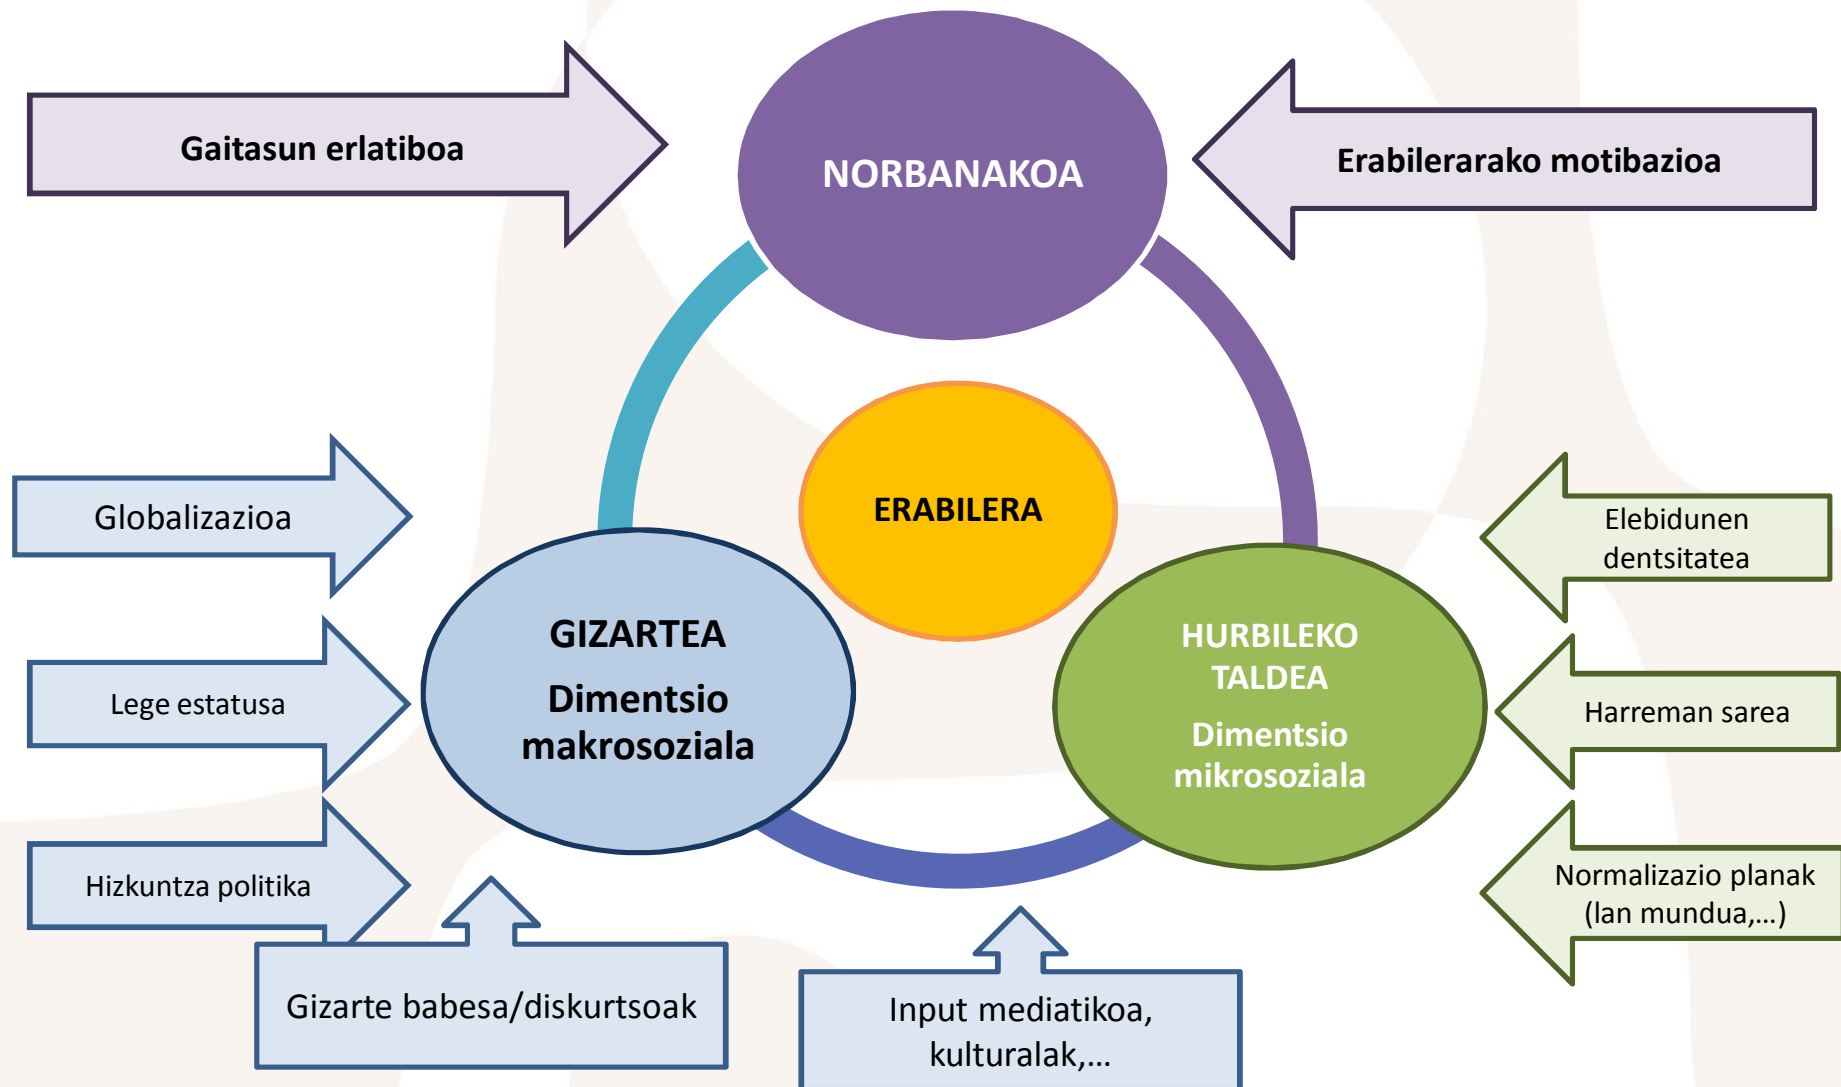 Gaitasun erlatiboa
NORBANAKOA
Erabilerarako motibazioa
Globalizazioa
ERABILERA
Elebidunen
dentsitatea
GIZARTEA
Dimentsio
makrosoziala
HURBILEKO
TALDEA
Dimentsio
mikrosoziala
Lege estatusa
Harreman sarea
Hizkuntza politika
Normalizazio planak
(lan mundua,...)
Gizarte babesa/diskurtsoak
Input mediatikoa,
kulturalak,...